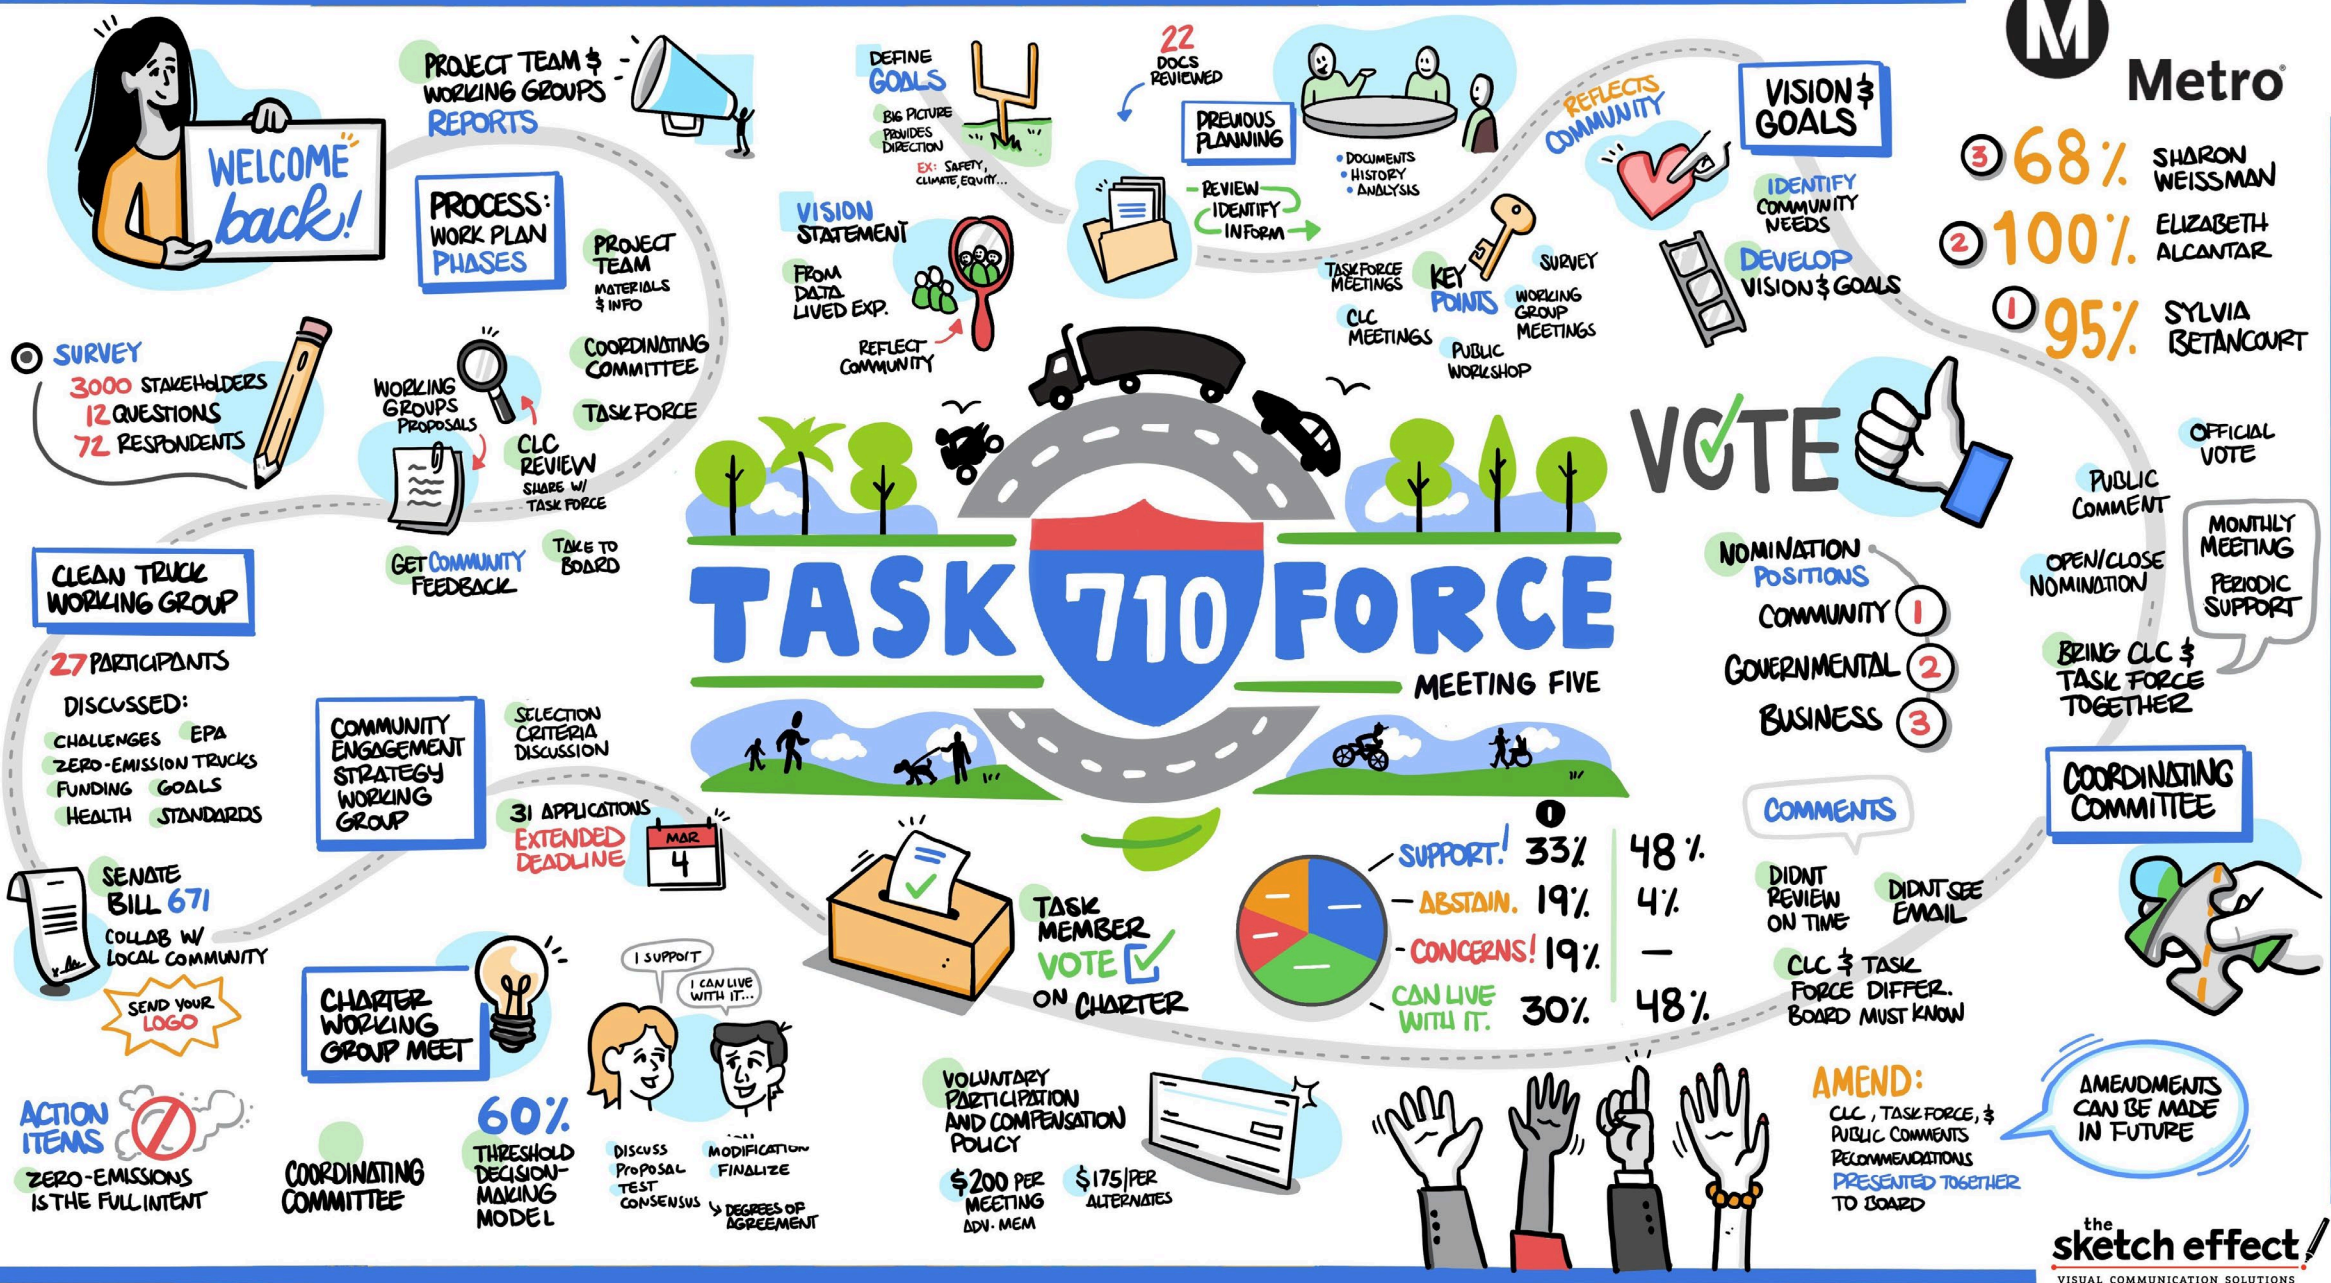 WELCOME
back!
PROJECT TEAM &
WORKING GROUPS
REPORTS
PROCESS:
WORK PLAN
PHASES
PROJECT
TEAM
MATERIALS
& INFO
COORDINATING
COMMITTEE
TASK FORCE
WORKING
GROUPS
PROPOSALS
CLC
REVIEW
SHARE W/
TASK FORCE
GET COMMUNITY
FEEDBACK
TAKE TO
BOARD
SURVEY
3000 STAKEHOLDERS
12 QUESTIONS
72 RESPONDENTS
CLEAN TRUCK
WORKING GROUP
27 PARTICIPANTS
DISCUSSED:
CHALLENGES EPA
ZERO-EMISSION TRUCKS
FUNDING GOALS
HEALTH STANDARDS
SENATE
BILL 671
COLLAB W/
LOCAL COMMUNITY
SEND YOUR
LOGO
ACTION
ITEMS
ZERO-EMISSIONS
IS THE FULL INTENT
COMMUNITY
ENGAGEMENT
STRATEGY
WORKING
GROUP
SELECTION
CRITERIA
DISCUSSION
31 APPLICATIONS
EXTENDED
DEADLINE
MAR
4
CHARTER
WORKING
GROUP MEET
COORDINATING
COMMITTEE
60%
THRESHOLD
DECISION-
MAKING
MODEL
I SUPPORT
I CAN LIVE
WITH IT...
DISCUSS
PROPOSAL
TEST
CONSENSUS
MODIFICATION
FINALIZE
DEGREES OF
AGREEMENT
DEFINE
GOALS
BIG PICTURE
PROVIDES
DIRECTION
EX: SAFETY,
CLIMATE, EQUITY...
VISION
STATEMENT
FROM
DATA
LIVED EXP.
REFLECT
COMMUNITY
22
DOCS
REVIEWED
PREVIOUS
PLANNING
• DOCUMENTS
• HISTORY
• ANALYSIS
REVIEW
IDENTIFY
INFORM
KEY
POINTS
TASK FORCE
MEETINGS
CLC
MEETINGS
SURVEY
WORKING
GROUP
MEETINGS
PUBLIC
WORKSHOP
REFLECTS
COMMUNITY
VISION &
GOALS
IDENTIFY
COMMUNITY
NEEDS
DEVELOP
VISION & GOALS
M
Metro®
3 68% SHARON
WEISSMAN
2 100% ELIZABETH
ALCANTAR
1 95% SYLVIA
BETANCOURT
TASK 710 FORCE
MEETING FIVE
VOTE
NOMINATION
POSITIONS
COMMUNITY 1
GOVERNMENTAL 2
BUSINESS 3
OFFICIAL
VOTE
PUBLIC
COMMENT
OPEN/CLOSE
NOMINATION
MONTHLY
MEETING
PERIODIC
SUPPORT
BRING CLC &
TASK FORCE
TOGETHER
COORDINATING
COMMITTEE
TASK
MEMBER
VOTE
ON CHARTER
SUPPORT! 33% 48%
ABSTAIN. 19% 4%
CONCERNS! 19% —
CAN LIVE
WITH IT. 30% 48%
COMMENTS
DIDNT
REVIEW
ON TIME
DIDNT SEE
EMAIL
CLC & TASK
FORCE DIFFER.
BOARD MUST KNOW
VOLUNTARY
PARTICIPATION
AND COMPENSATION
POLICY
$200 PER
MEETING
ADV. MEM
$175/PER
ALTERNATES
AMEND:
CLC, TASK FORCE, &
PUBLIC COMMENTS
RECOMMENDATIONS
PRESENTED TOGETHER
TO BOARD
AMENDMENTS
CAN BE MADE
IN FUTURE
the
sketch effect
VISUAL COMMUNICATION SOLUTIONS